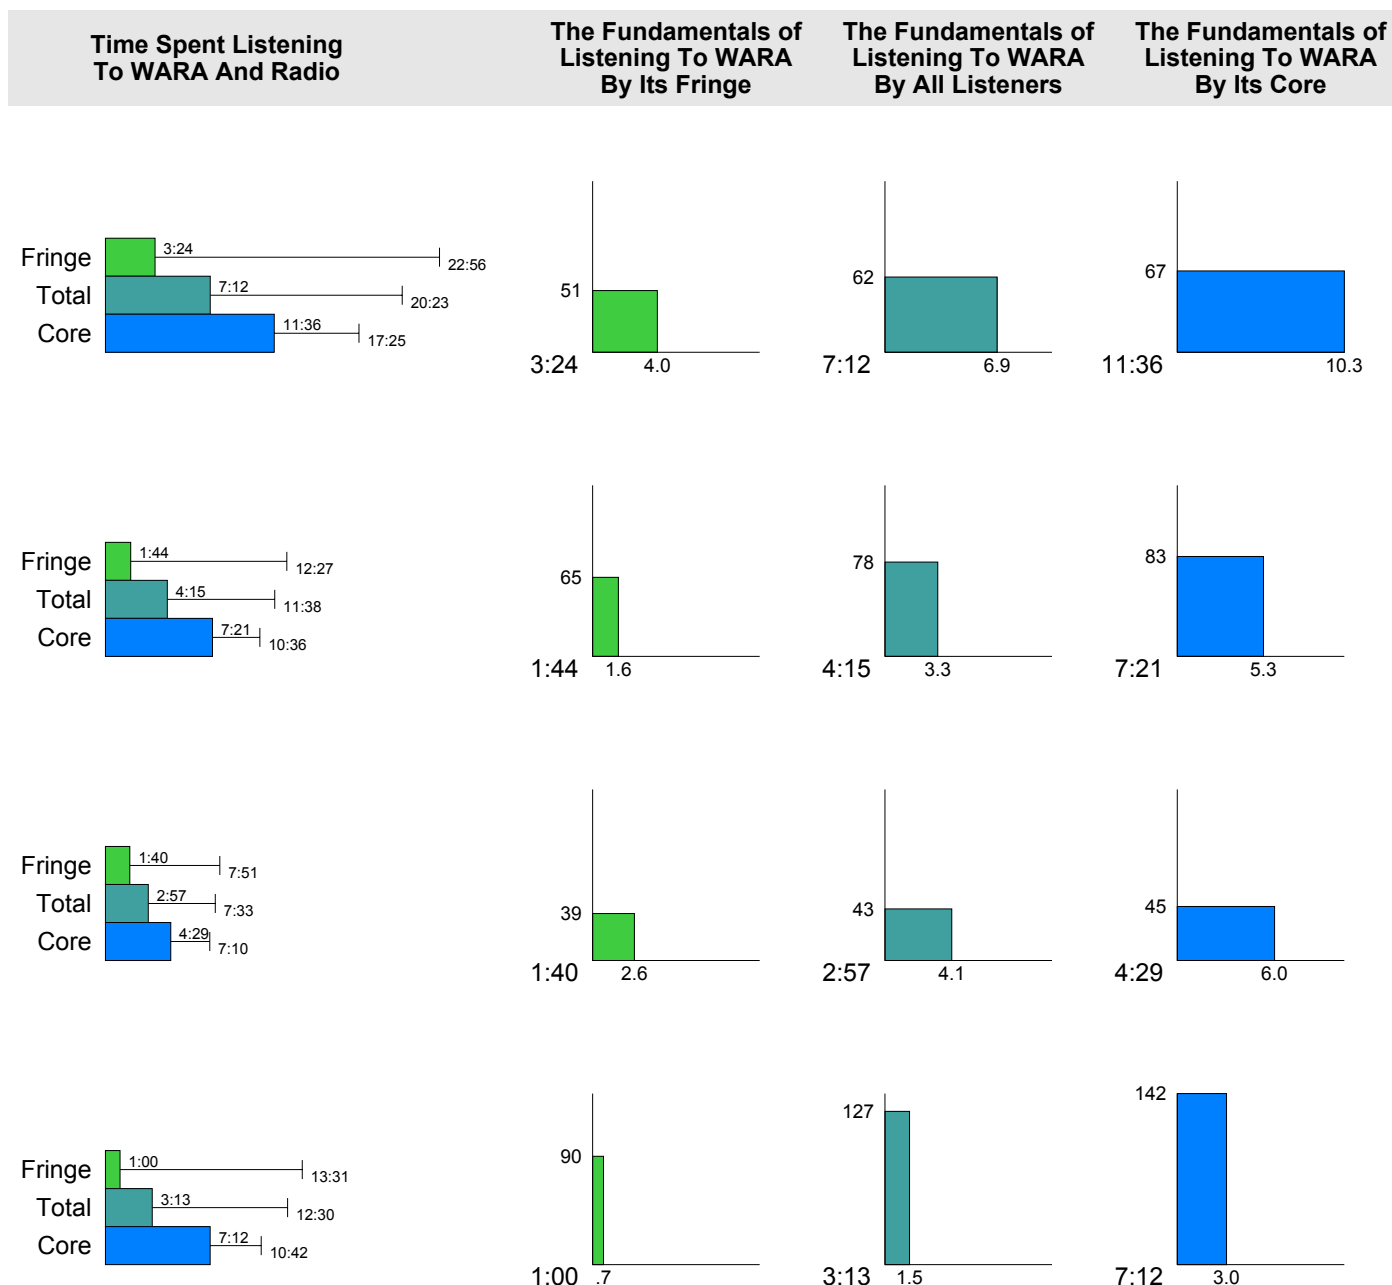 Time Spent Listening
To WARA And Radio
The Fundamentals of
Listening To WARA
By Its Fringe
The Fundamentals of
Listening To WARA
By All Listeners
The Fundamentals of
Listening To WARA
By Its Core
Fringe 3:24 22:56
Total 7:12 20:23
Core 11:36 17:25
51
3:24 4.0
62
7:12 6.9
67
11:36 10.3
Fringe 1:44 12:27
Total 4:15 11:38
Core 7:21 10:36
65
1:44 1.6
78
4:15 3.3
83
7:21 5.3
Fringe 1:40 7:51
Total 2:57 7:33
Core 4:29 7:10
39
1:40 2.6
43
2:57 4.1
45
4:29 6.0
Fringe 1:00 13:31
Total 3:13 12:30
Core 7:12 10:42
90
1:00 .7
127
3:13 1.5
142
7:12 3.0